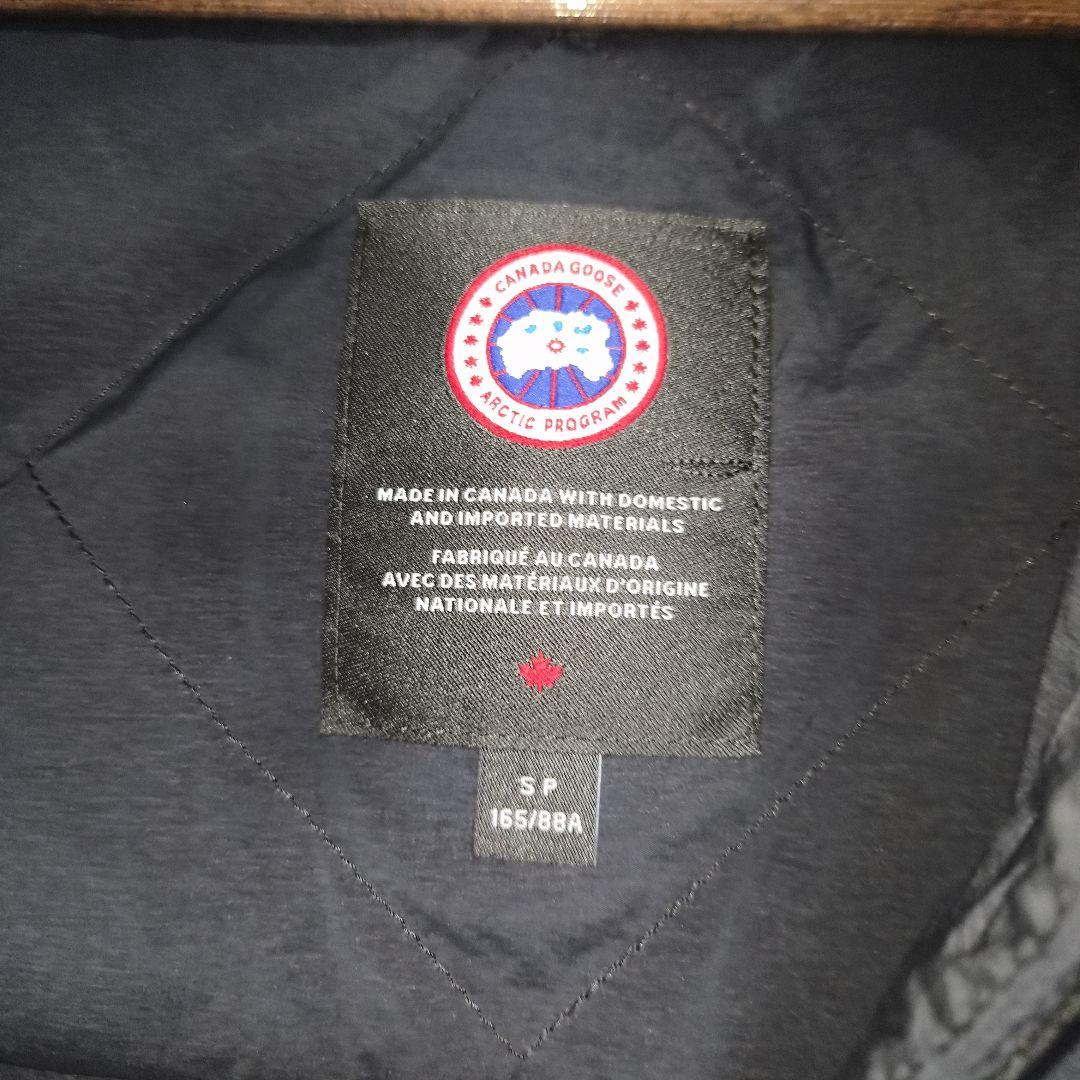 CANADA GOOSE
ARCTIC PROGRAM
MADE IN CANADA WITH DOMESTIC
AND IMPORTED MATERIALS
FABRIQUÉ AU CANADA
AVEC DES MATÉRIAUX D'ORIGINE
NATIONALE ET IMPORTÉS
S P
165/88A